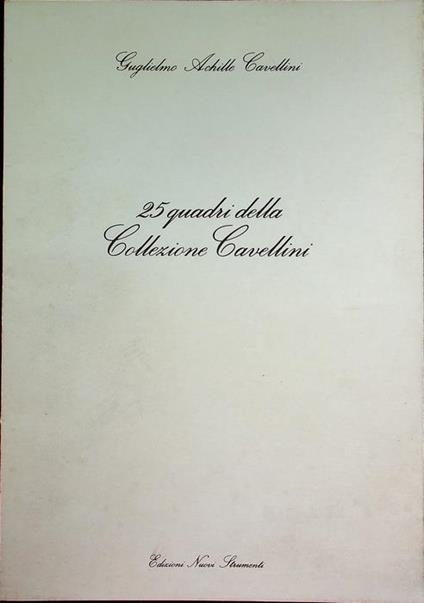 Guglielmo Achille Cavellini
25 quadri della
Collezione Cavellini
Edizioni Nuovi Strumenti